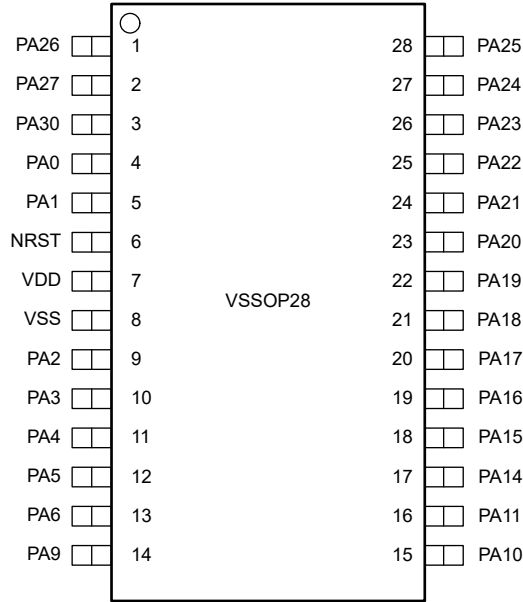 PA26 1 28 PA25
PA27 2 27 PA24
PA30 3 26 PA23
PA0 4 25 PA22
PA1 5 24 PA21
NRST 6 23 PA20
VDD 7 22 PA19
VSSOP28
VSS 8 21 PA18
PA2 9 20 PA17
PA3 10 19 PA16
PA4 11 18 PA15
PA5 12 17 PA14
PA6 13 16 PA11
PA9 14 15 PA10